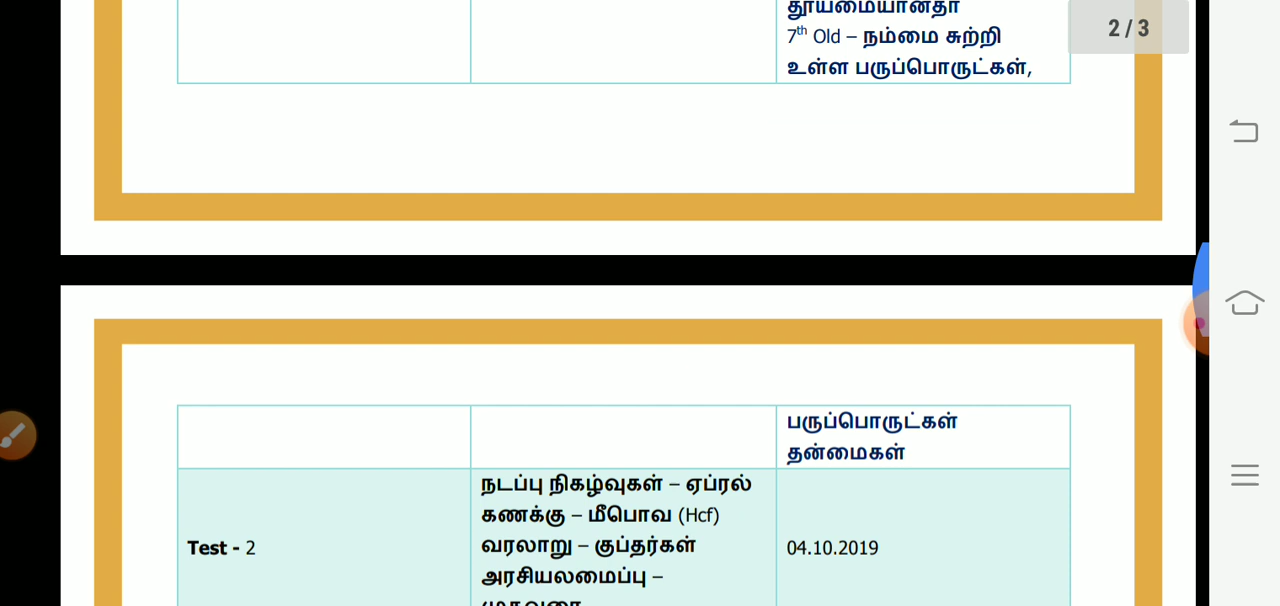 தூய்மையானதா
7th Old – நம்மை சுற்றி
உள்ள பருப்பொருட்கள்,
2 / 3
பருப்பொருட்கள்
தன்மைகள்
நடப்பு நிகழ்வுகள் – ஏப்ரல்
கணக்கு – மீபொவ (Hcf)
வரலாறு – குப்தர்கள்
அரசியலமைப்பு –
Test - 2
04.10.2019